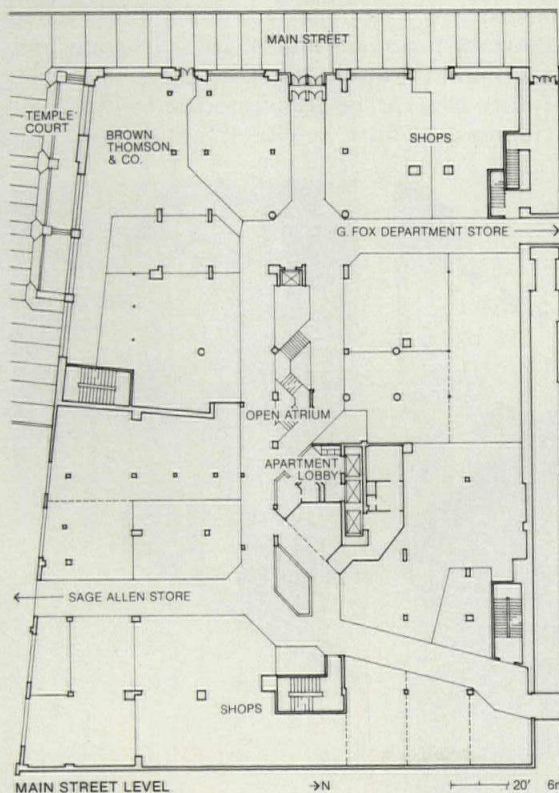 MAIN STREET
TEMPLE
COURT
BROWN
THOMSON
& CO.
SHOPS
G. FOX DEPARTMENT STORE
OPEN ATRIUM
APARTMENT
LOBBY
SAGE ALLEN STORE
SHOPS
MAIN STREET LEVEL
N
20' 6m